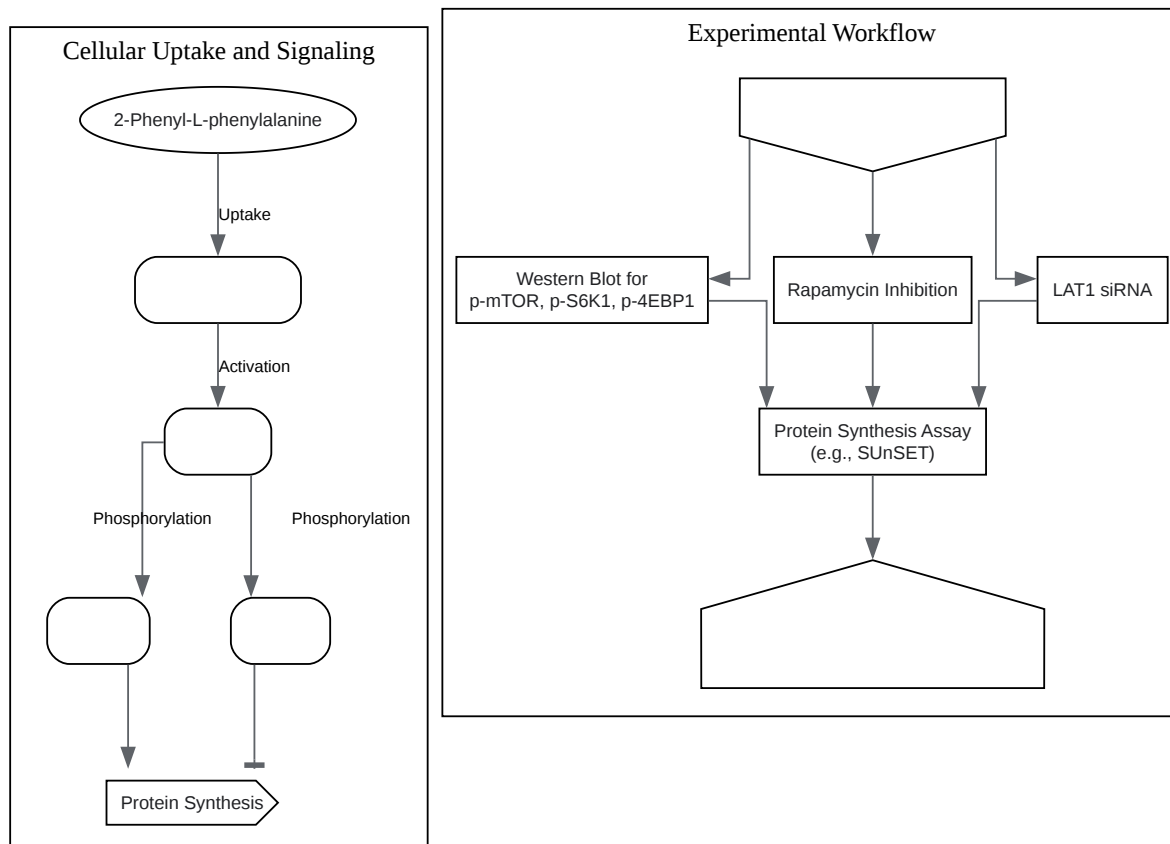 Cellular Uptake and Signaling
2-Phenyl-L-phenylalanine
Uptake
Activation
Phosphorylation
Phosphorylation
Protein Synthesis
Experimental Workflow
Western Blot for
p-mTOR, p-S6K1, p-4EBP1
Rapamycin Inhibition
LAT1 siRNA
Protein Synthesis Assay
(e.g., SUnSET)